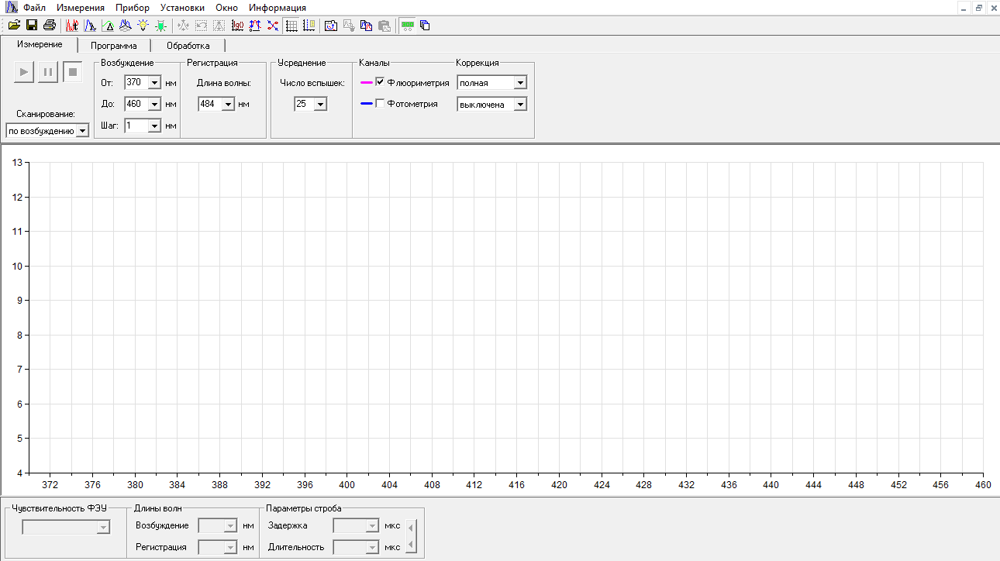 Файл Измерения Прибор Установки Окно Информация
Измерение Программа Обработка
Возбуждение Регистрация Усреднение Каналы Коррекция
От: 370 нм Длина волны: Число вспышек: Флюориметрия полная
До: 460 нм 484 нм 25 Фотометрия выключена
Сканирование:
Шаг: 1 нм
по возбуждению
13
12
11
10
9
8
7
6
5
4
372 376 380 384 388 392 396 400 404 408 412 416 420 424 428 432 436 440 444 448 452 456 460
Чувствительность ФЭУ Длины волн Параметры строба
Возбуждение нм Задержка мкс
Регистрация нм Длительность мкс